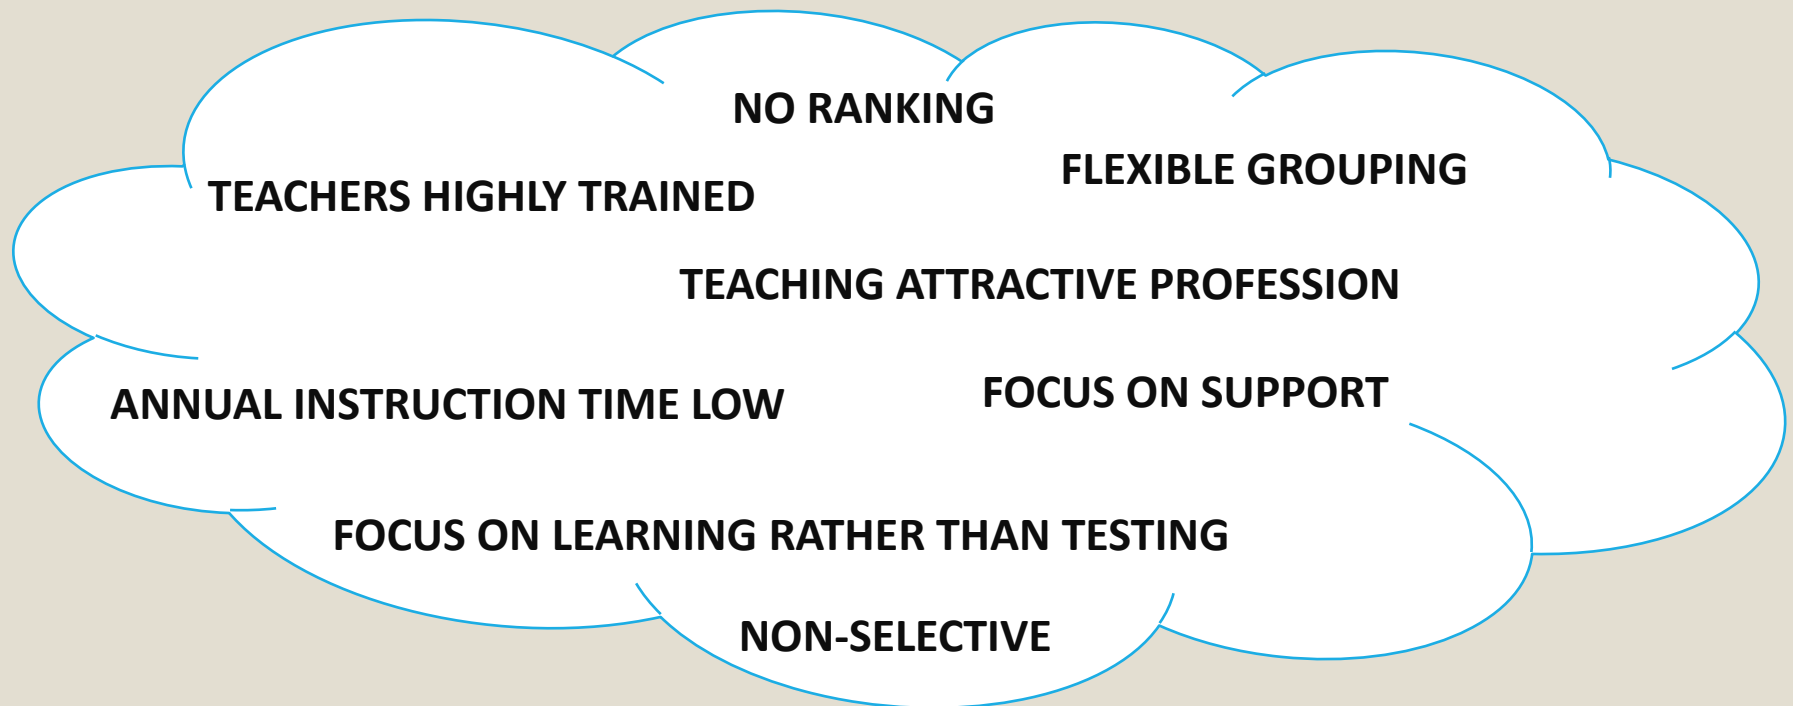 NO RANKING
FLEXIBLE GROUPING
TEACHERS HIGHLY TRAINED
TEACHING ATTRACTIVE PROFESSION
FOCUS ON SUPPORT
ANNUAL INSTRUCTION TIME LOW
FOCUS ON LEARNING RATHER THAN TESTING
NON-SELECTIVE